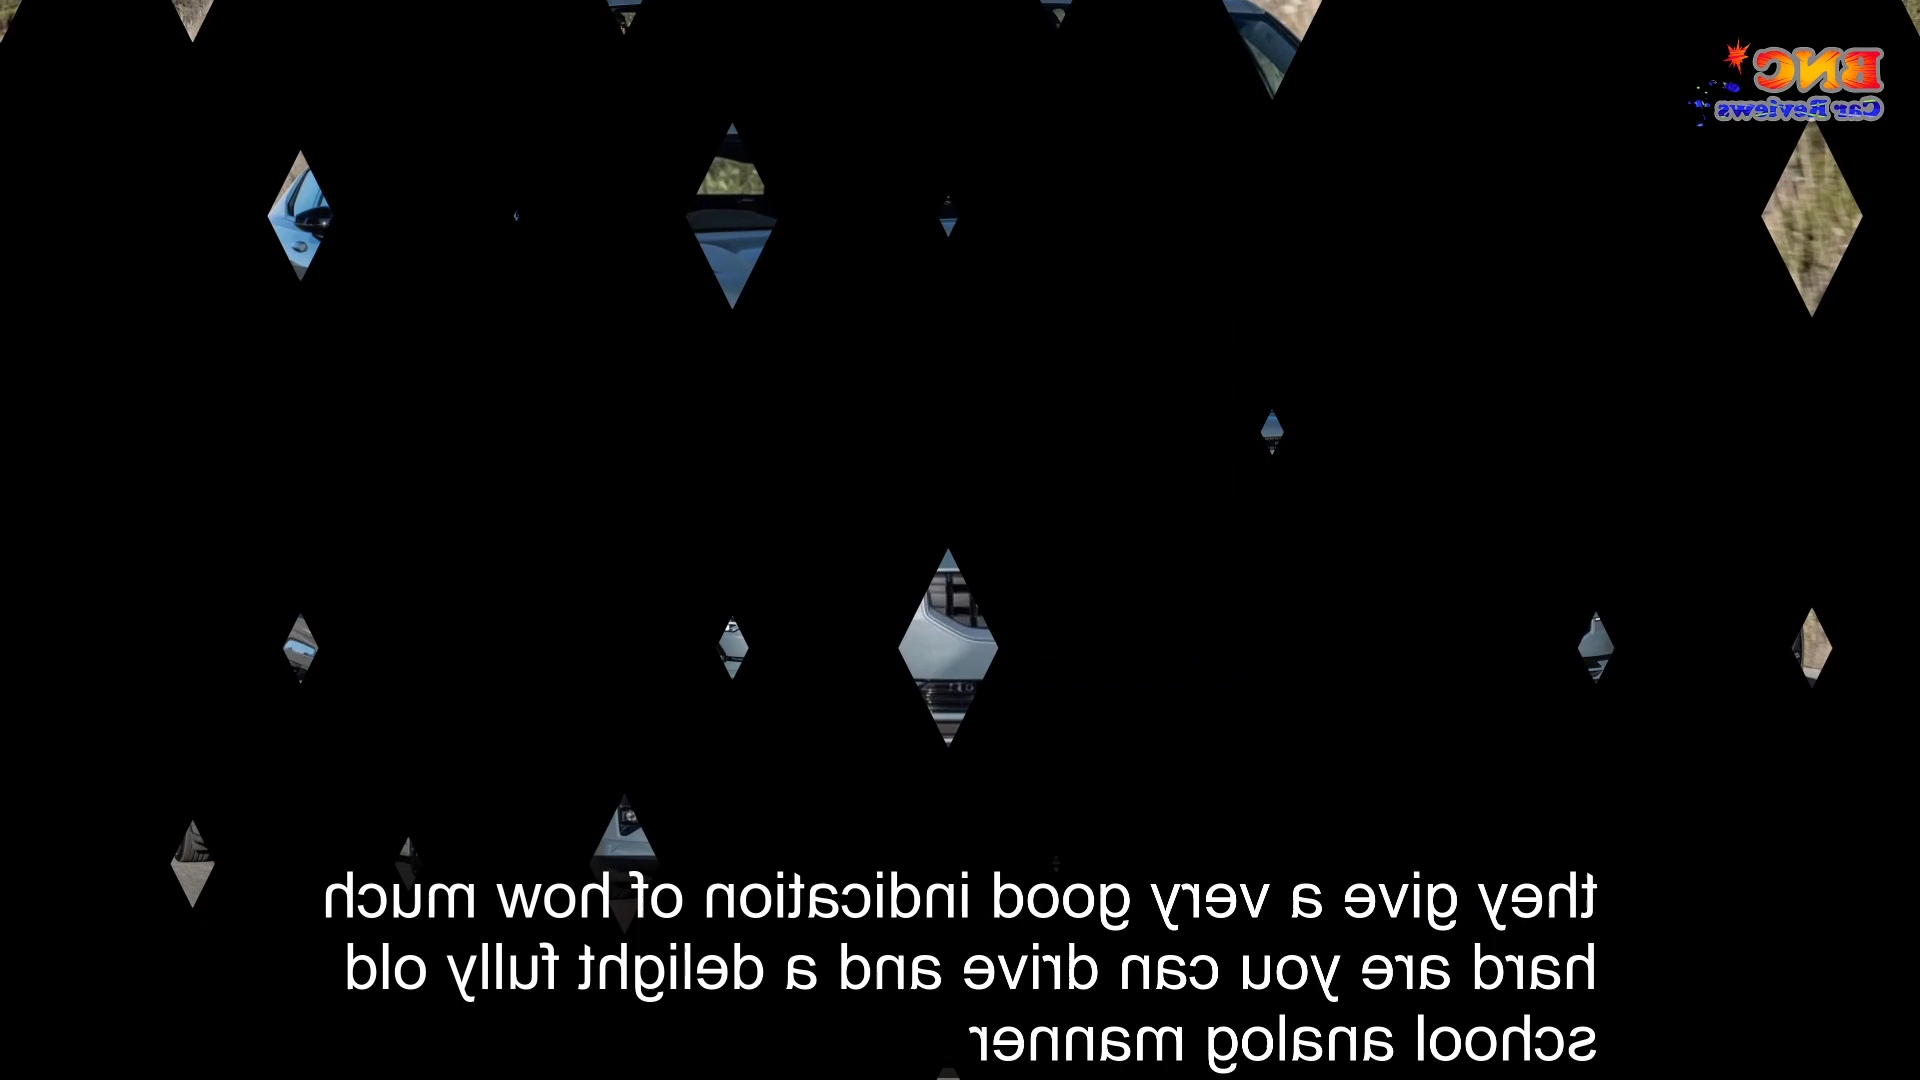 BNC
Car Reviews
they give a very good indication of how much
hard are you can drive and a delight fully old
school analog manner